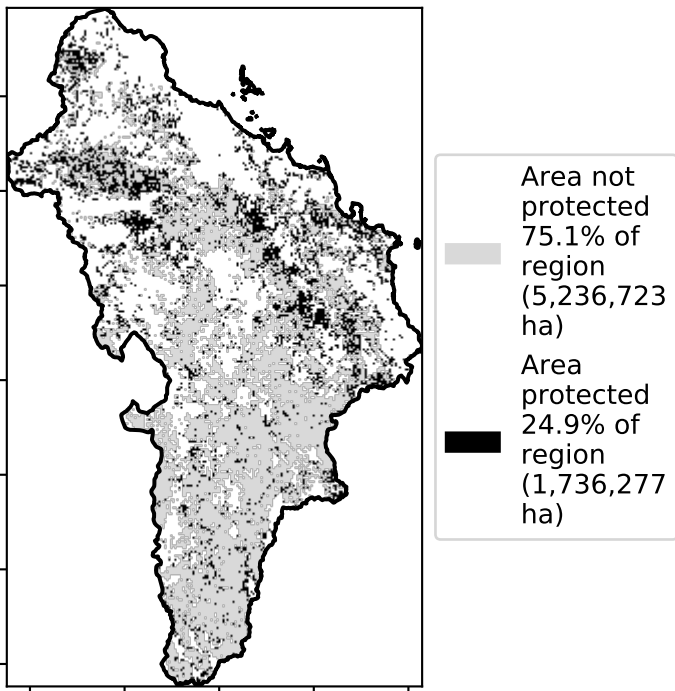 Area not
protected
75.1% of
region
(5,236,723
ha)
Area
protected
24.9% of
region
(1,736,277
ha)